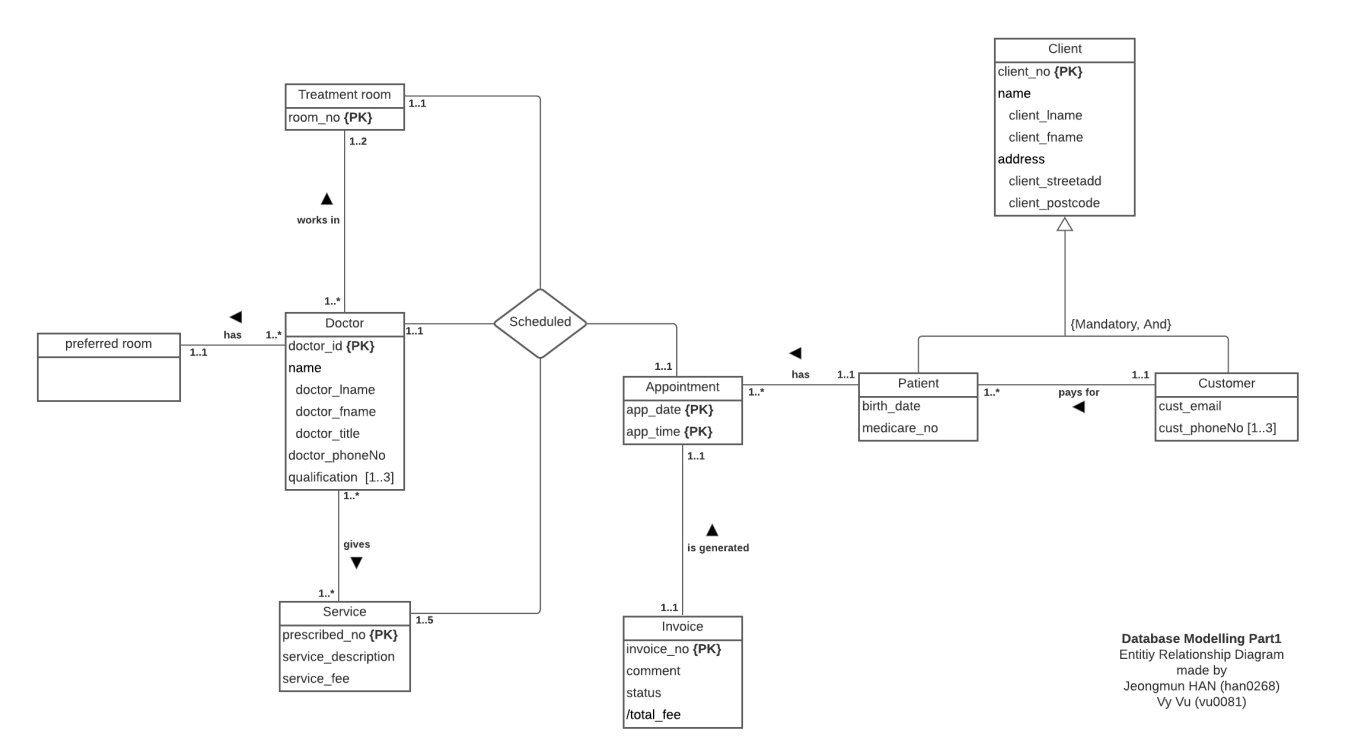 Client
client_no {PK}
name
client_lname
client_fname
address
client_streetadd
client_postcode
Treatment room
room_no {PK}
1..1
1..2
works in
1..*
Doctor
doctor_id {PK}
name
doctor_lname
doctor_fname
doctor_title
doctor_phoneNo
qualification [1..3]
1..1
Scheduled
has
1..*
1..1
preferred room
1..*
gives
1..*
Service
prescribed_no {PK}
service_description
service_fee
1..5
1..1
Appointment
app_date {PK}
app_time {PK}
1..*
has
1..1
{Mandatory, And}
Patient
birth_date
medicare_no
1..*
pays for
1..1
Customer
cust_email
cust_phoneNo [1..3]
1..1
is generated
1..1
Invoice
invoice_no {PK}
comment
status
/total_fee
Database Modelling Part1
Entitiy Relationship Diagram
made by
Jeongmun HAN (han0268)
Vy Vu (vu0081)